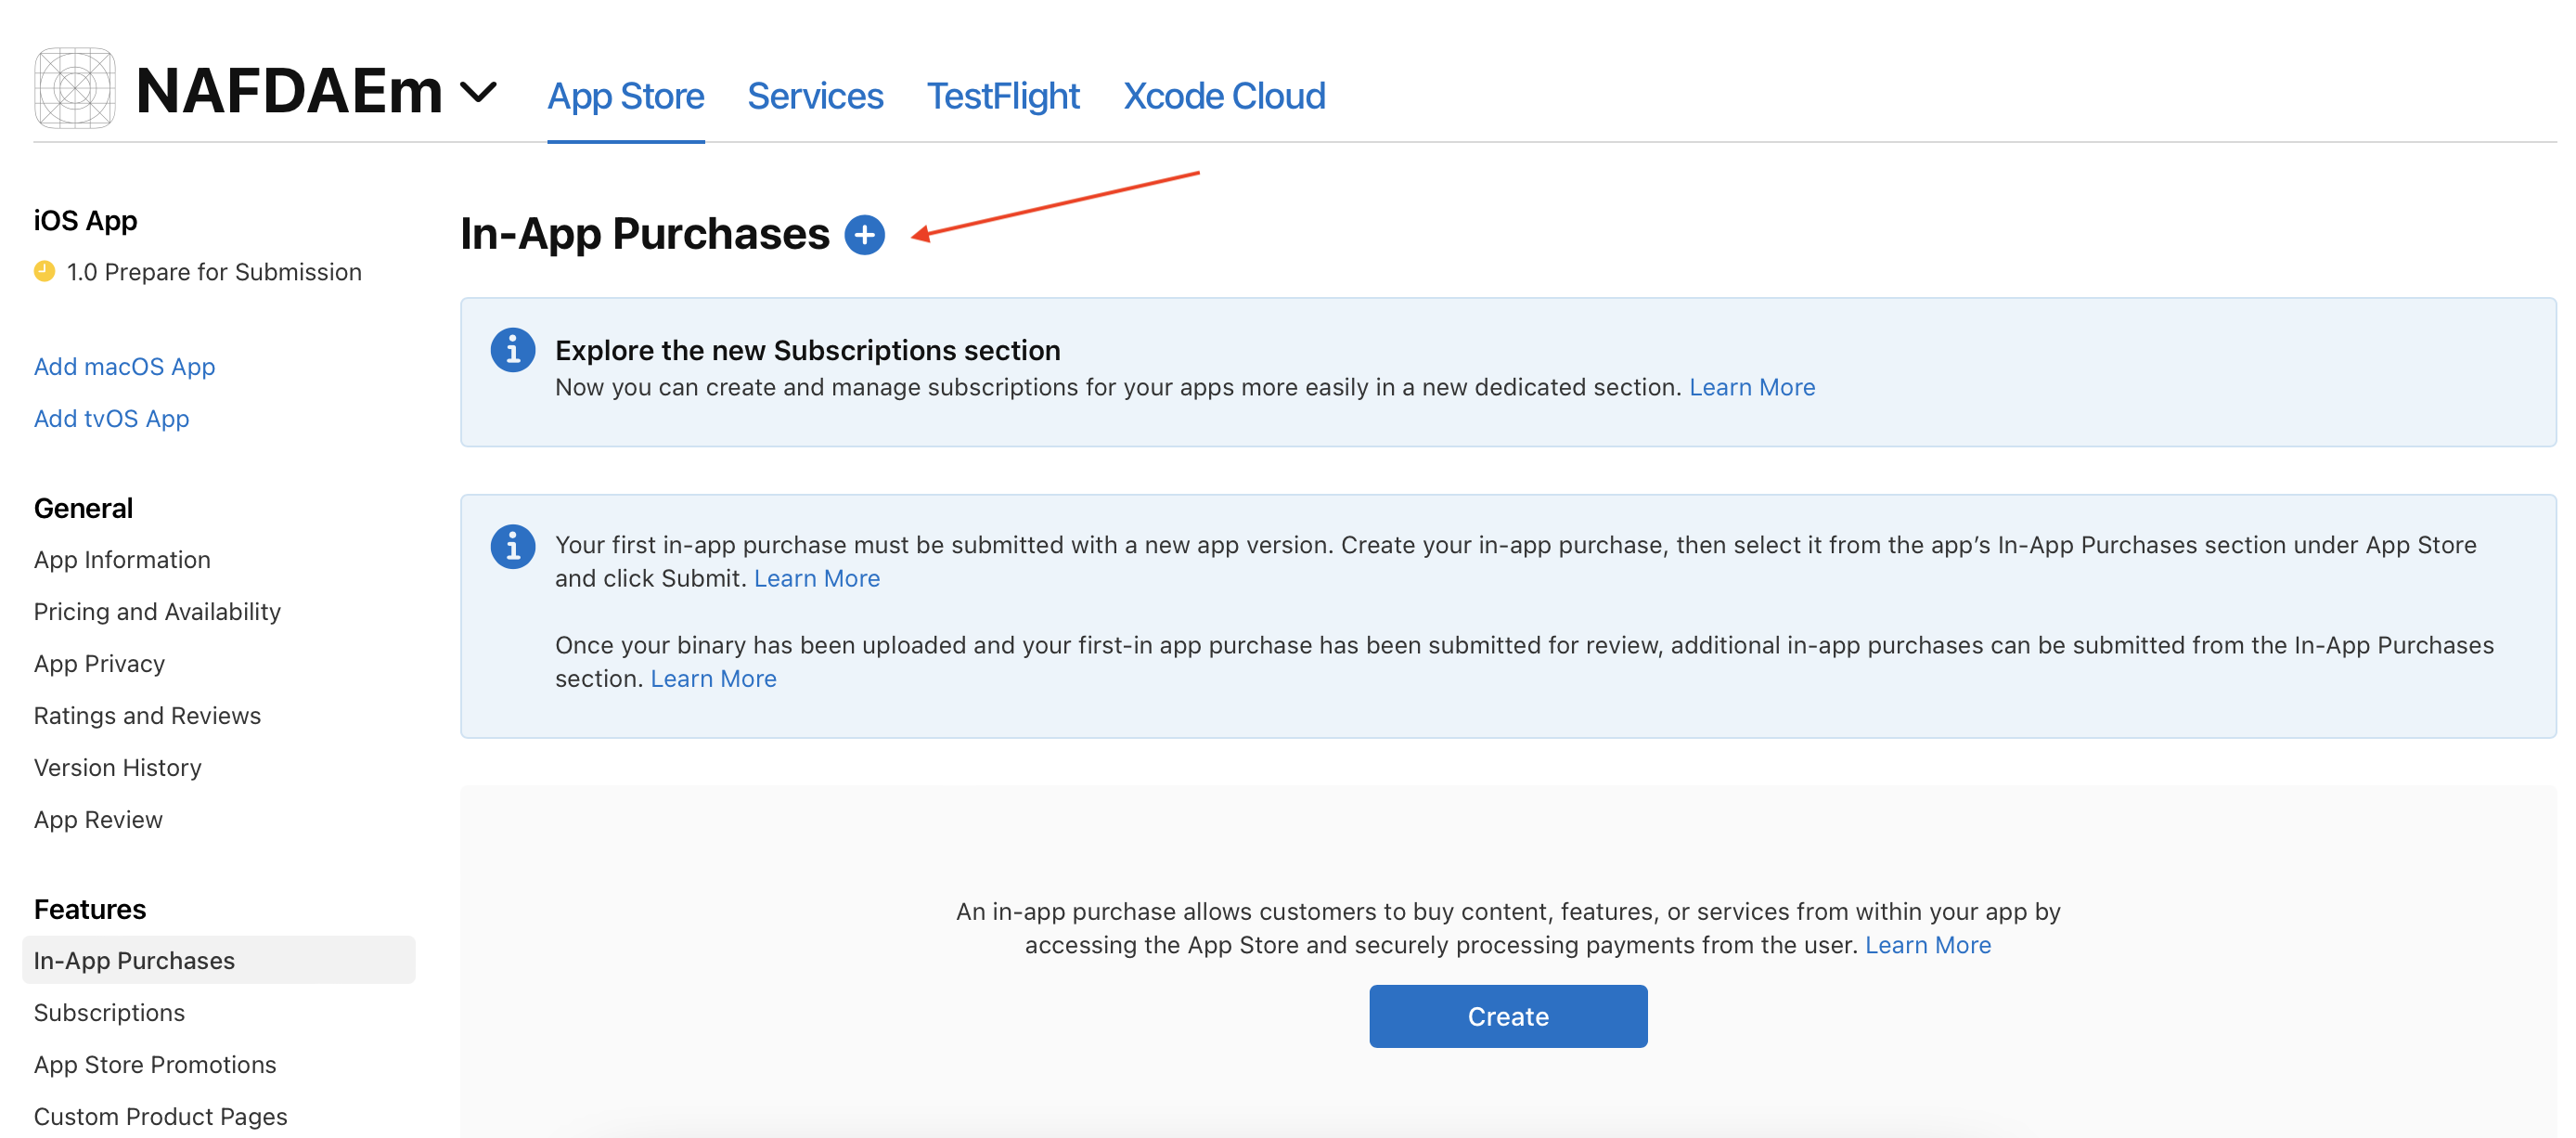 NAFDAEm
App Store
Services
TestFlight
Xcode Cloud
iOS App
1.0 Prepare for Submission
Add macOS App
Add tvOS App
General
App Information
Pricing and Availability
App Privacy
Ratings and Reviews
Version History
App Review
Features
In-App Purchases
Subscriptions
App Store Promotions
Custom Product Pages
In-App Purchases
Explore the new Subscriptions section
Now you can create and manage subscriptions for your apps more easily in a new dedicated section. Learn More
Your first in-app purchase must be submitted with a new app version. Create your in-app purchase, then select it from the app’s In-App Purchases section under App Store
and click Submit. Learn More
Once your binary has been uploaded and your first-in app purchase has been submitted for review, additional in-app purchases can be submitted from the In-App Purchases
section. Learn More
An in-app purchase allows customers to buy content, features, or services from within your app by
accessing the App Store and securely processing payments from the user. Learn More
Create